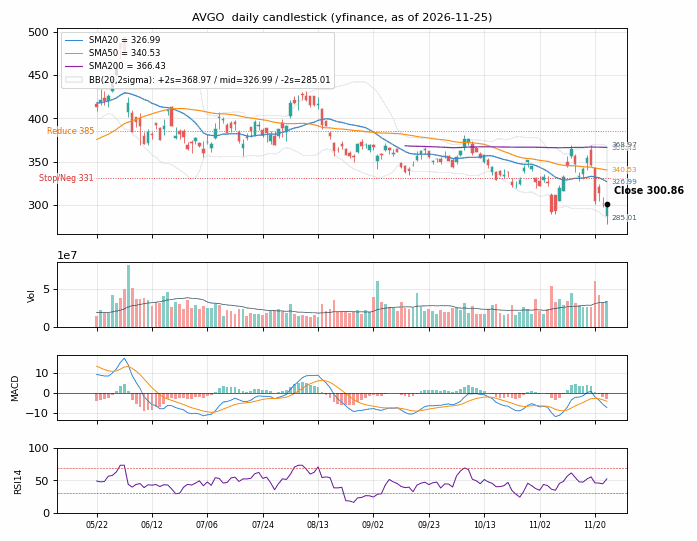 AVGO  daily candlestick (yfinance, as of 2026-11-25)
SMA20 = 326.99
SMA50 = 340.53
SMA200 = 366.43
BB(20,2sigma): +2s=368.97 / mid=326.99 / -2s=285.01
500
450
400
350
300
Reduce 385
Stop/Neg 331
368.97
340.53
326.99
Close 300.86
285.01
1e7
5
0
Vol
10
0
−10
MACD
100
50
0
RSI14
05/22 06/12 07/06 07/24 08/13 09/02 09/23 10/13 11/02 11/20